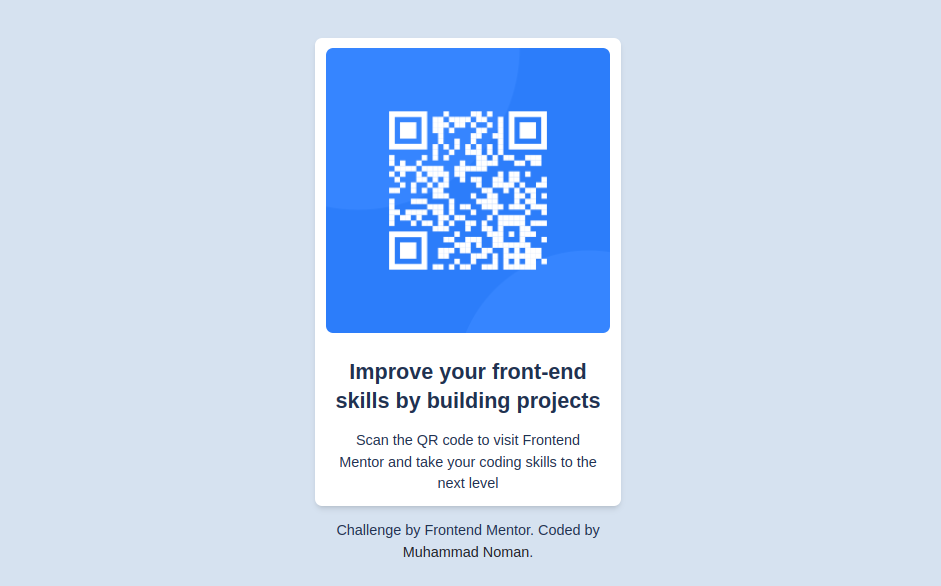 Improve your front-end
skills by building projects
Scan the QR code to visit Frontend
Mentor and take your coding skills to the
next level
Challenge by Frontend Mentor. Coded by
Muhammad Noman.